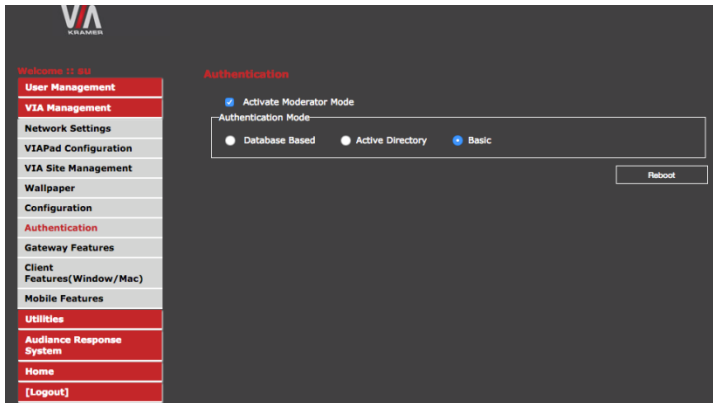 VIA
KRAMER
Welcome :: su
User Management
VIA Management
Network Settings
VIAPad Configuration
VIA Site Management
Wallpaper
Configuration
Authentication
Gateway Features
Client
Features(Window/Mac)
Mobile Features
Utilities
Audiance Response
System
Home
[Logout]
Authentication
Activate Moderator Mode
Authentication Mode
Database Based
Active Directory
Basic
Reboot